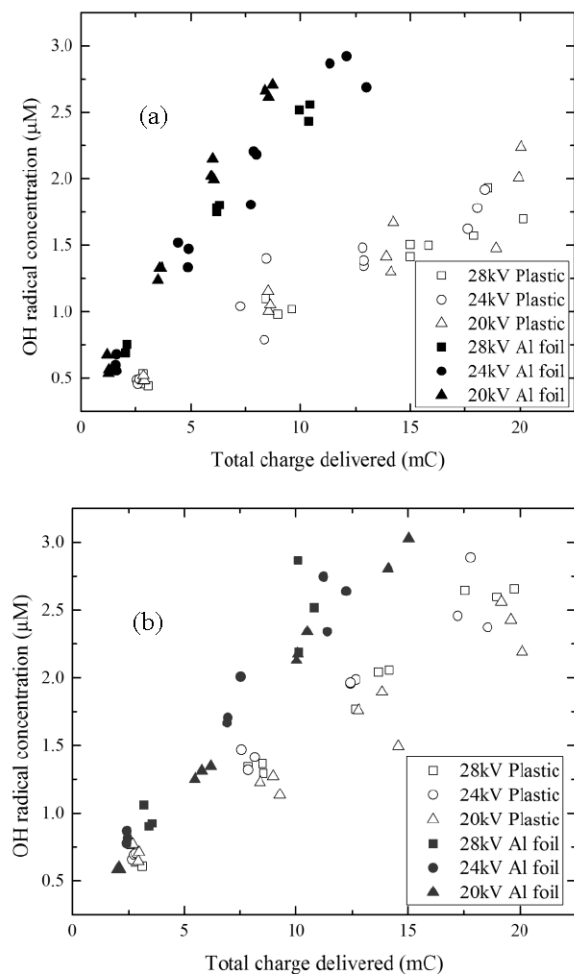 3.0
2.5
2.0
1.5
1.0
0.5
OH radical concentration (μM)
(a)
28kV Plastic
24kV Plastic
20kV Plastic
28kV Al foil
24kV Al foil
20kV Al foil
0 5 10 15 20
Total charge delivered (mC)
3.0
2.5
2.0
1.5
1.0
0.5
OH radical concentration (μM)
(b)
28kV Plastic
24kV Plastic
20kV Plastic
28kV Al foil
24kV Al foil
20kV Al foil
0 5 10 15 20
Total charge delivered (mC)